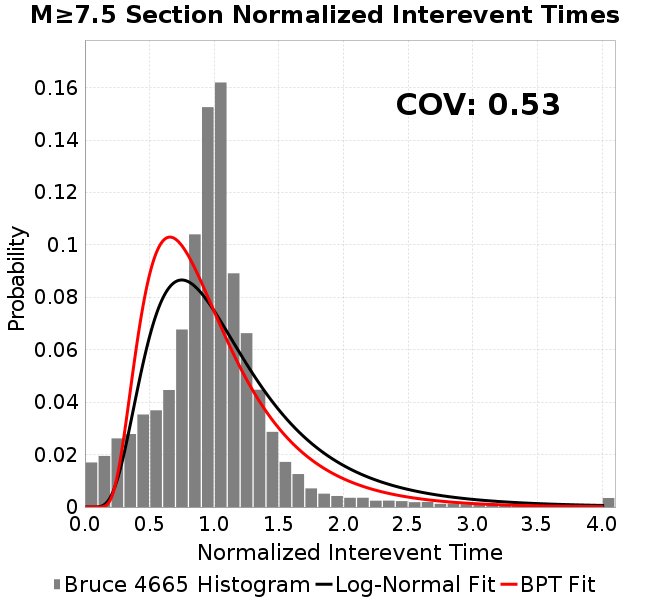 M≥7.5 Section Normalized Interevent Times
COV: 0.53
Probability
0.16
0.14
0.12
0.1
0.08
0.06
0.04
0.02
0
0.0 0.5 1.0 1.5 2.0 2.5 3.0 3.5 4.0
Normalized Interevent Time
Bruce 4665 Histogram Log-Normal Fit BPT Fit